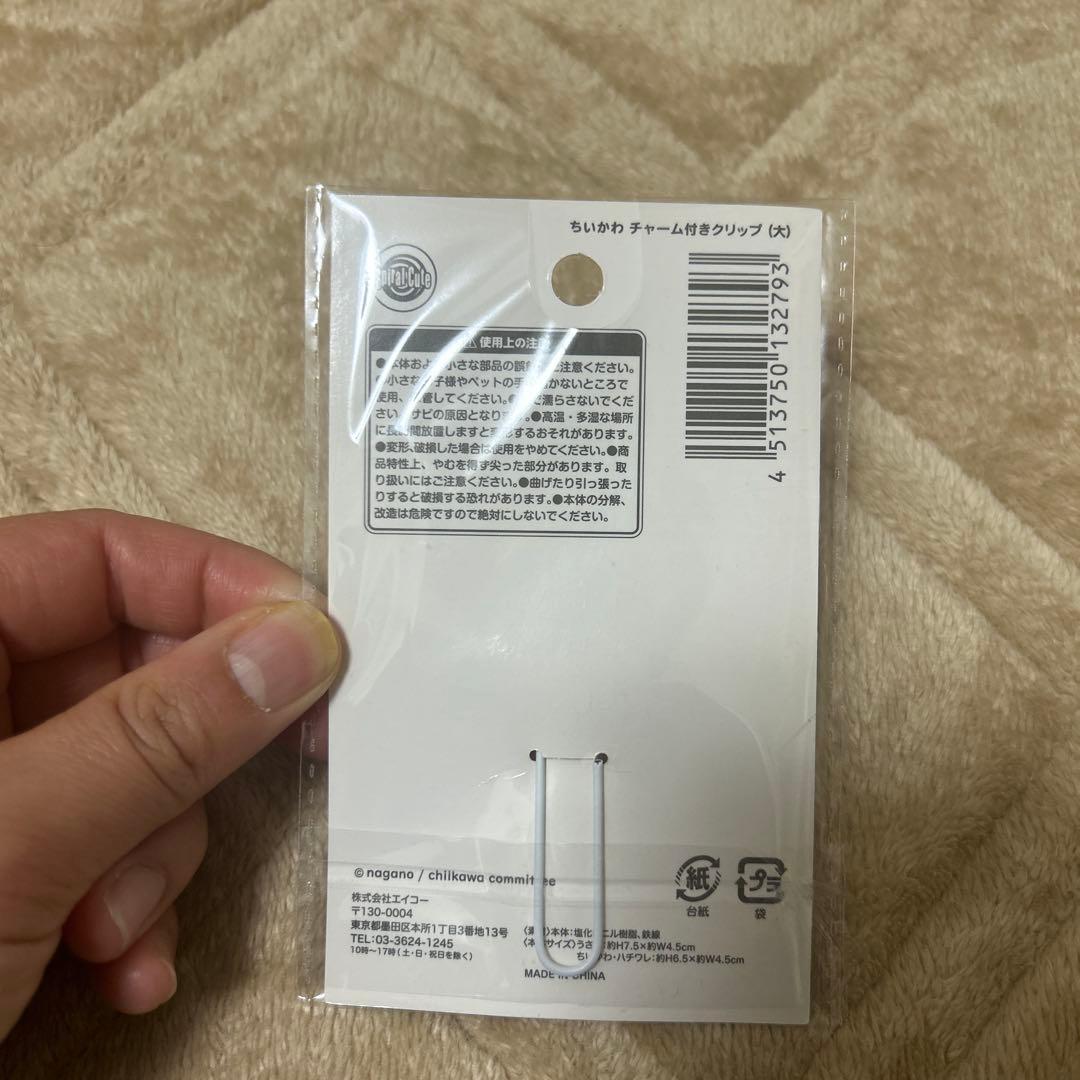 ちいかわ チャーム付きクリップ (大)
piral Cute
4 513750 132793
使用上の注
本体およ 小さな部品の誤 ご注意ください。
小さな 子様やペットの手 届かないところで
使用、 管してください。● で濡らさないでくだ
さい サビの原因となります。●高温・多湿な場所
に長時間放置しますと変形するおそれがあります。
●変形、破損した場合は使用をやめてください。●商
品特性上、やむを得ず尖った部分があります。取
り扱いにはご注意ください。●曲げたり引っ張った
りすると破損する恐れがあります。●本体の分解、
改造は危険ですので絶対にしないでください。
© nagano / chiikawa committee
株式会社エイコー
〒130-0004
東京都墨田区本所1丁目3番地13号
TEL:03-3624-1245
10時〜17時(土・日・祝日を除く)
紙
台紙
プラ
袋
本体:塩化 ニル樹脂、鉄線
サイズ〉うさ :約H7.5×約W4.5cm
ちいかわ・ハチワレ:約H6.5×約W4.5cm
MADE IN CHINA